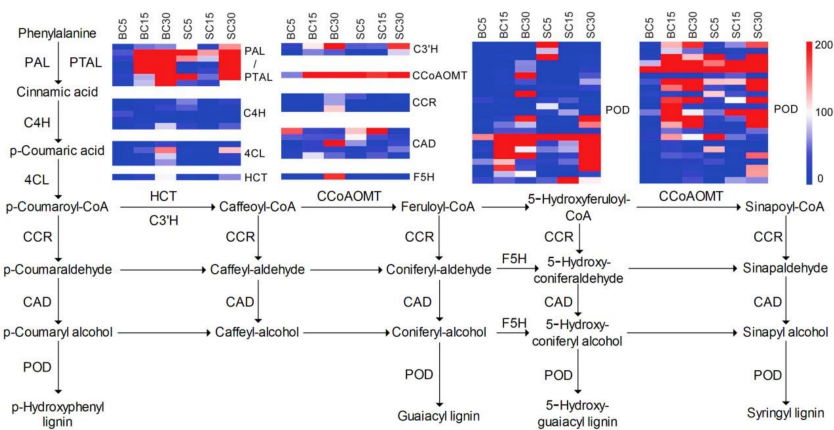 BC5 BC15 BC30 SC5 SC15 SC30
BC5 BC15 BC30 SC5 SC15 SC30
BC5 BC15 BC30 SC5 SC15 SC30
BC5 BC15 BC30 SC5 SC15 SC30
Phenylalanine
PAL PTAL
PAL
/
PTAL
C3'H
CCoAOMT
Cinnamic acid
C4H
C4H
CCR
POD
POD
200
150
100
50
0
p-Coumaric acid
4CL
CAD
4CL
HCT
F5H
HCT
C3'H
CCoAOMT
CCoAOMT
p-Coumaroyl-CoA
Caffeoyl-CoA
Feruloyl-CoA
5-Hydroxyferuloyl-
CoA
Sinapoyl-CoA
CCR CCR CCR CCR CCR
p-Coumaraldehyde
Caffeyl-aldehyde
Coniferyl-aldehyde
F5H
5-Hydroxy-
coniferaldehyde
Sinapaldehyde
CAD CAD CAD CAD CAD
p-Coumaryl alcohol
Caffeyl-alcohol
Coniferyl-alcohol
F5H
5-Hydroxy-
coniferyl alcohol
Sinapyl alcohol
POD POD POD POD
p-Hydroxyphenyl
lignin
Guaiacyl lignin
5-Hydroxy-
guaiacyl lignin
Syringyl lignin